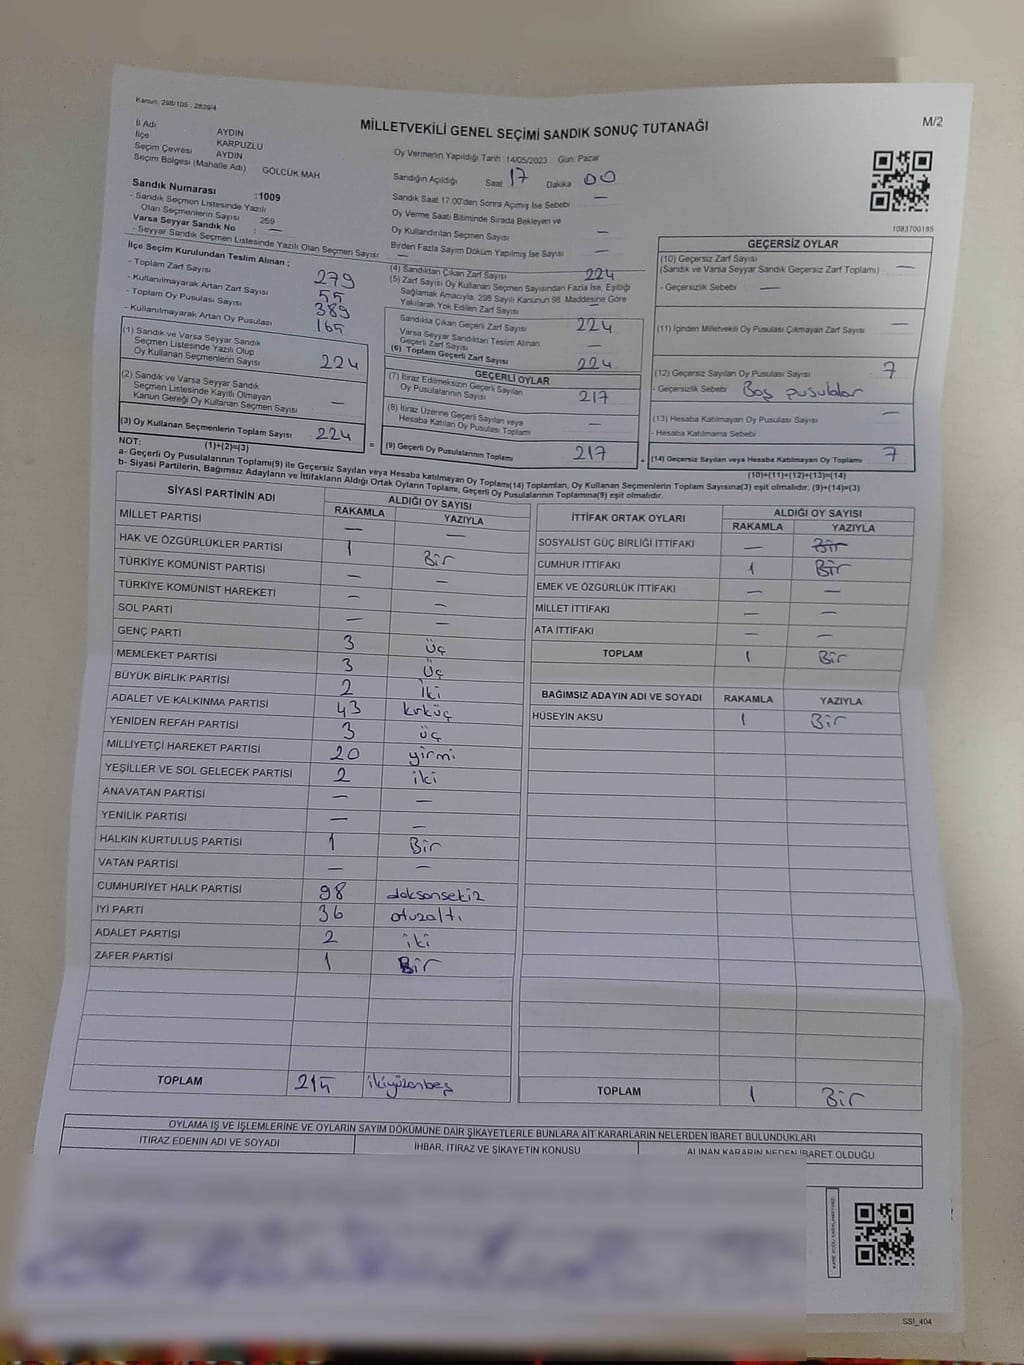 Kanun: 298/105 , 2839/4
MİLLETVEKİLİ GENEL SEÇİMİ SANDIK SONUÇ TUTANAĞI
M/2
İl Adı AYDIN
İlçe KARPUZLU
Seçim Çevresi AYDIN
Seçim Bölgesi (Mahalle Adı) GÖLCÜK MAH
Sandık Numarası :1009
- Sandık Seçmen Listesinde Yazılı
Olan Seçmenlerin Sayısı 259
Varsa Seyyar Sandık No : —
- Seyyar Sandık Seçmen Listesinde Yazılı Olan Seçmen Sayısı —
Oy Vermenin Yapıldığı Tarih 14/05/2023 Gün: Pazar
Sandığın Açıldığı Saat 17 Dakika 00
Sandık Saat 17:00'den Sonra Açılmış İse Sebebi —
Oy Verme Saati Bitiminde Sırada Bekleyen ve
Oy Kullandırılan Seçmen Sayısı —
Birden Fazla Sayım Döküm Yapılmış İse Sayısı —
1083700185
İlçe Seçim Kurulundan Teslim Alınan ;
- Toplam Zarf Sayısı 279
- Kullanılmayarak Artan Zarf Sayısı 55
- Toplam Oy Pusulası Sayısı 389
- Kullanılmayarak Artan Oy Pusulası 165
(1) Sandık ve Varsa Seyyar Sandık
Seçmen Listesinde Yazılı Olup
Oy Kullanan Seçmenlerin Sayısı 224
(2) Sandık ve Varsa Seyyar Sandık
Seçmen Listesinde Kayıtlı Olmayan
Kanun Gereği Oy Kullanan Seçmen Sayısı —
(3) Oy Kullanan Seçmenlerin Toplam Sayısı 224
(1)+(2)=(3)
(4) Sandıktan Çıkan Zarf Sayısı 224
(5) Zarf Sayısı Oy Kullanan Seçmen Sayısından Fazla İse, Eşitliği
Sağlamak Amacıyla; 298 Sayılı Kanunun 98. Maddesine Göre
Yakılarak Yok Edilen Zarf Sayısı —
Sandıkta Çıkan Geçerli Zarf Sayısı 224
Varsa Seyyar Sandıktan Teslim Alınan
Geçerli Zarf Sayısı —
(6) Toplam Geçerli Zarf Sayısı 224
GEÇERLİ OYLAR
(7) İtiraz Edilmeksizin Geçerli Sayılan
Oy Pusulalarının Sayısı 217
(8) İtiraz Üzerine Geçerli Sayılan veya
Hesaba Katılan Oy Pusulası Toplamı —
= (9) Geçerli Oy Pusulalarının Toplamı 217
GEÇERSİZ OYLAR
(10) Geçersiz Zarf Sayısı
(Sandık ve Varsa Seyyar Sandık Geçersiz Zarf Toplamı) —
- Geçersizlik Sebebi —
(11) İçinden Milletvekili Oy Pusulası Çıkmayan Zarf Sayısı —
(12) Geçersiz Sayılan Oy Pusulası Sayısı 7
- Geçersizlik Sebebi Boş pusulalar
(13) Hesaba Katılmayan Oy Pusulası Sayısı —
- Hesaba Katılmama Sebebi
+ (14) Geçersiz Sayılan veya Hesaba Katılmayan Oy Toplamı 7
(10)+(11)+(12)+(13)=(14)
NOT:
a- Geçerli Oy Pusulalarının Toplamı(9) ile Geçersiz Sayılan veya Hesaba katılmayan Oy Toplamı(14) Toplamları, Oy Kullanan Seçmenlerin Toplam Sayısına(3) eşit olmalıdır. (9)+(14)=(3)
b- Siyasi Partilerin, Bağımsız Adayların ve İttifakların Aldığı Ortak Oyların Toplamı, Geçerli Oy Pusulalarının Toplamına(9) eşit olmalıdır.
SİYASİ PARTİNİN ADI ALDIĞI OY SAYISI
RAKAMLA YAZIYLA
MİLLET PARTİSİ — —
HAK VE ÖZGÜRLÜKLER PARTİSİ 1 Bir
TÜRKİYE KOMÜNİST PARTİSİ — —
TÜRKİYE KOMÜNİST HAREKETİ — —
SOL PARTİ — —
GENÇ PARTİ 3 üç
MEMLEKET PARTİSİ 3 üç
BÜYÜK BİRLİK PARTİSİ 2 iki
ADALET VE KALKINMA PARTİSİ 43 kırküç
YENİDEN REFAH PARTİSİ 3 üç
MİLLİYETÇİ HAREKET PARTİSİ 20 yirmi
YEŞİLLER VE SOL GELECEK PARTİSİ 2 iki
ANAVATAN PARTİSİ — —
YENİLİK PARTİSİ — —
HALKIN KURTULUŞ PARTİSİ 1 Bir
VATAN PARTİSİ — —
CUMHURİYET HALK PARTİSİ 98 doksansekiz
İYİ PARTİ 36 otuzaltı
ADALET PARTİSİ 2 iki
ZAFER PARTİSİ 1 Bir
TOPLAM 215 ikiyüzonbeş
İTTİFAK ORTAK OYLARI ALDIĞI OY SAYISI
RAKAMLA YAZIYLA
SOSYALİST GÜÇ BİRLİĞİ İTTİFAKI — Bir
CUMHUR İTTİFAKI 1 Bir
EMEK VE ÖZGÜRLÜK İTTİFAKI — —
MİLLET İTTİFAKI — —
ATA İTTİFAKI — —
TOPLAM 1 Bir
BAĞIMSIZ ADAYIN ADI VE SOYADI RAKAMLA YAZIYLA
HÜSEYİN AKSU 1 Bir
TOPLAM 1 Bir
OYLAMA İŞ VE İŞLEMLERİNE VE OYLARIN SAYIM DÖKÜMÜNE DAİR ŞİKAYETLERLE BUNLARA AİT KARARLARIN NELERDEN İBARET BULUNDUKLARI
İTİRAZ EDENİN ADI VE SOYADI İHBAR, İTİRAZ VE ŞİKAYETİN KONUSU ALINAN KARARIN NEDEN İBARET OLDUĞU
SSI_404